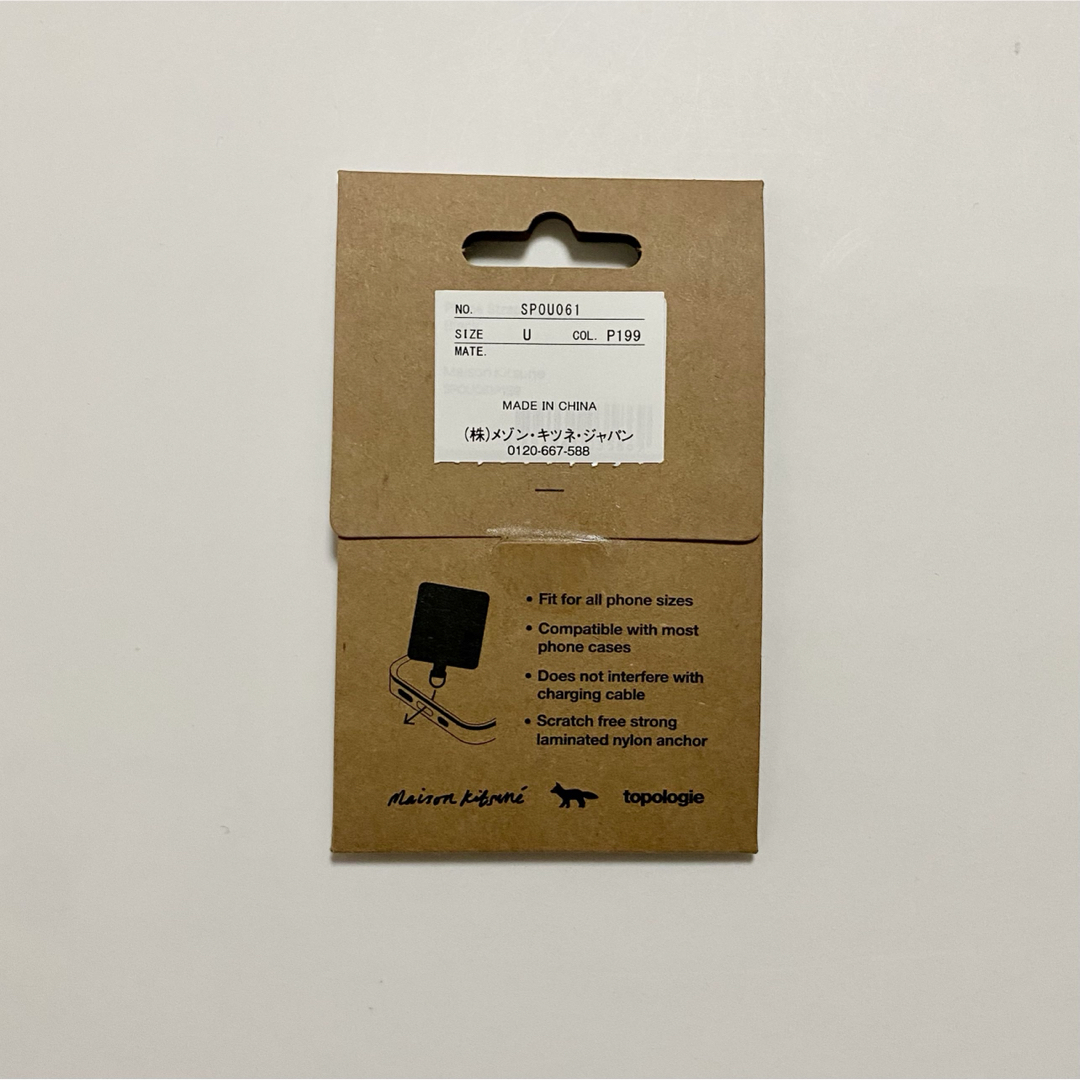 NO. SPOU061
SIZE U COL. P199
MATE.
MADE IN CHINA
(株)メゾン・キツネ・ジャパン
0120-667-588
• Fit for all phone sizes
• Compatible with most
phone cases
• Does not interfere with
charging cable
• Scratch free strong
laminated nylon anchor
Maison Kitsuné topologie